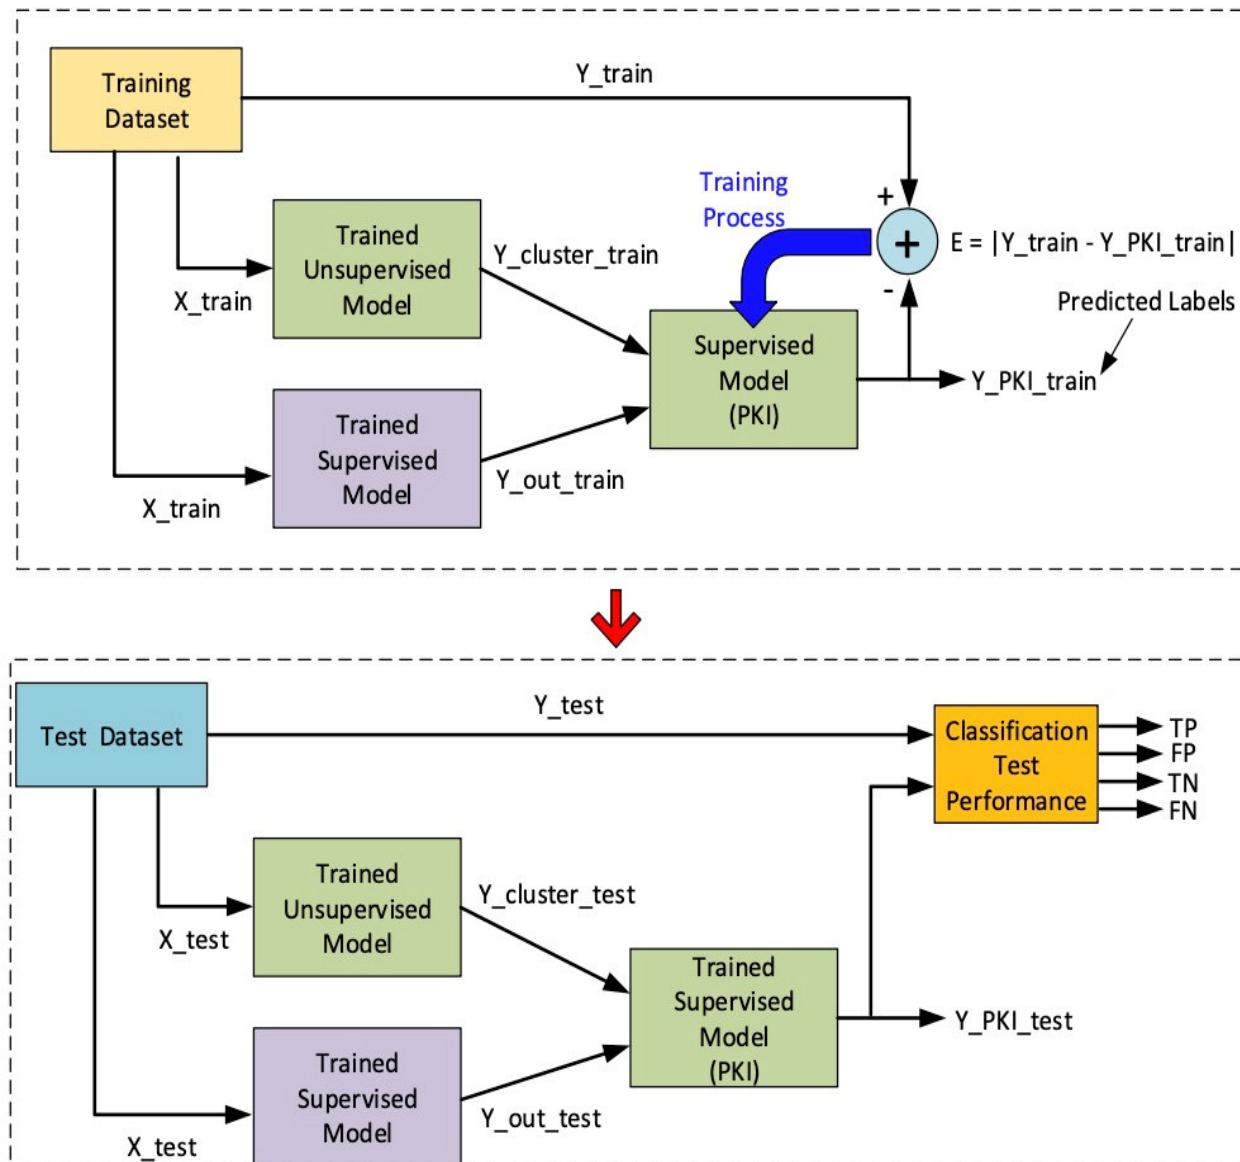 Training
Dataset
Y_train
Training
Process
+
+
E = |Y_train - Y_PKI_train|
-
Predicted Labels
Trained
Unsupervised
Model
Y_cluster_train
X_train
Supervised
Model
(PKI)
Y_PKI_train
Trained
Supervised
Model
Y_out_train
X_train
Test Dataset
Y_test
Classification
Test
Performance
TP
FP
TN
FN
Trained
Unsupervised
Model
Y_cluster_test
X_test
Trained
Supervised
Model
(PKI)
Y_PKI_test
Trained
Supervised
Model
Y_out_test
X_test